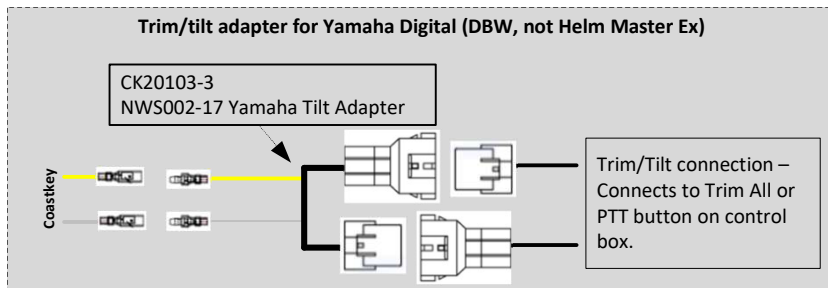 Trim/tilt adapter for Yamaha Digital (DBW, not Helm Master Ex)
CK20103-3
NWS002-17 Yamaha Tilt Adapter
Coastkey
Trim/Tilt connection –
Connects to Trim All or
PTT button on control
box.